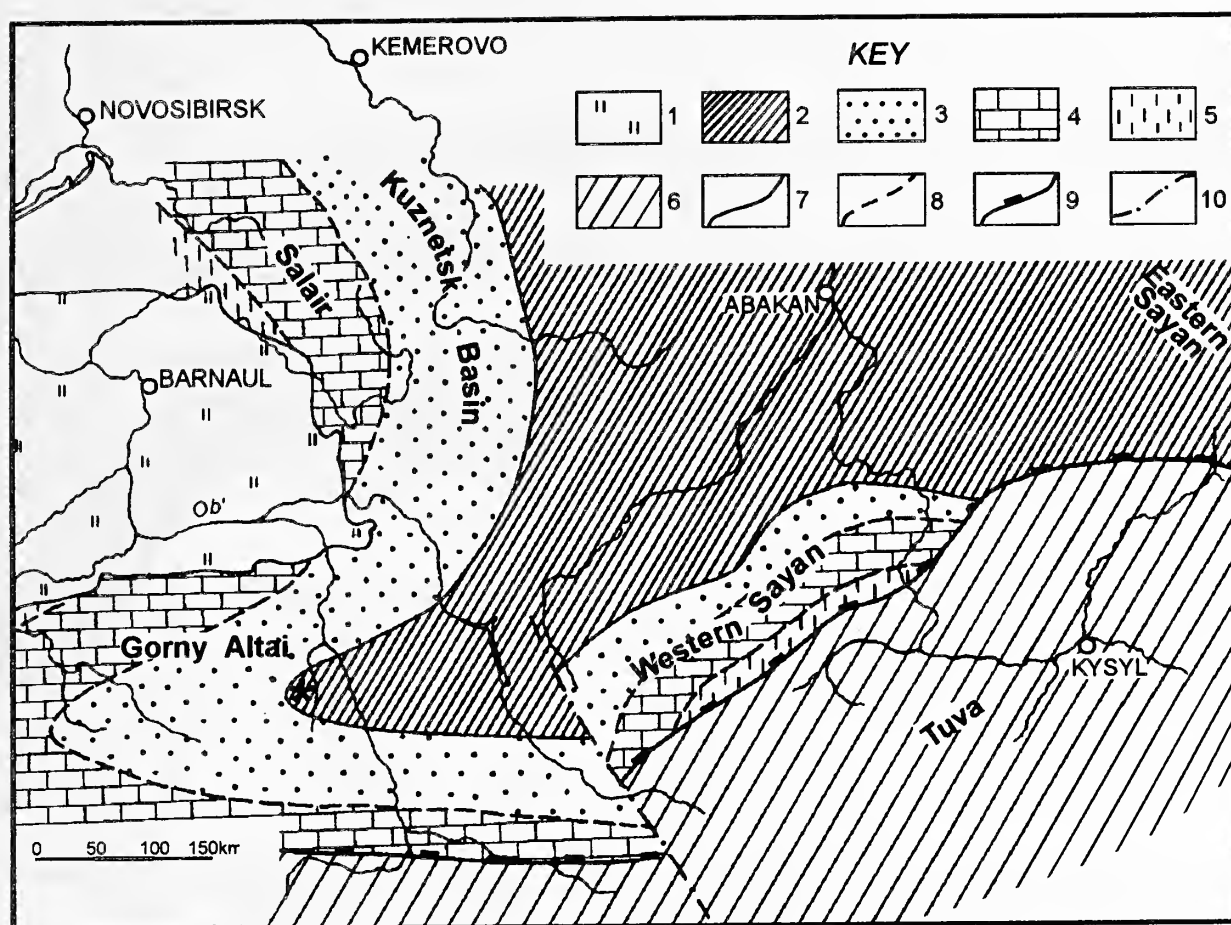 KEMEROVO
KEY
NOVOSIBIRSK
1
2
3
4
5
6
7
8
9
10
Kuznetsk
Basin
Salair
ABAKAN
Eastern
Sayan
BARNAUL
Ob'
Gorny Altai
Western Sayan
KYSYL
Tuva
0 50 100 150km